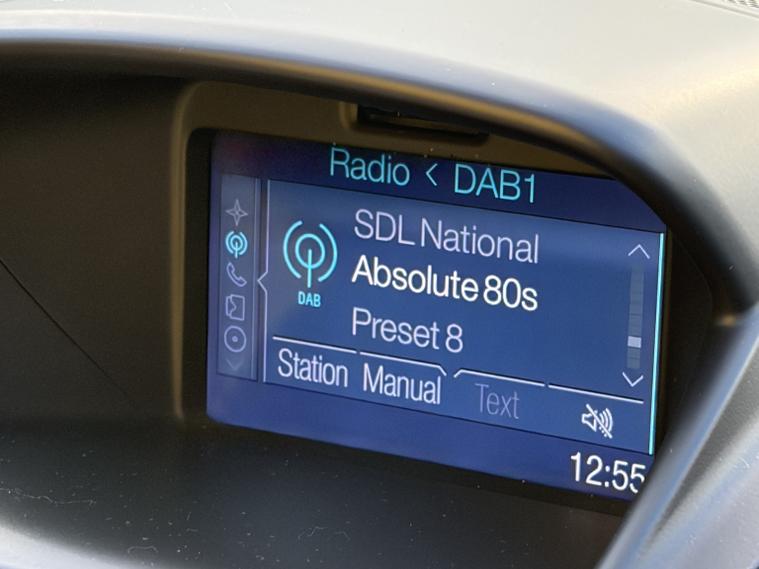 Radio < DAB1
SDL National
Absolute 80s
DAB
Preset 8
Station Manual Text
12:55